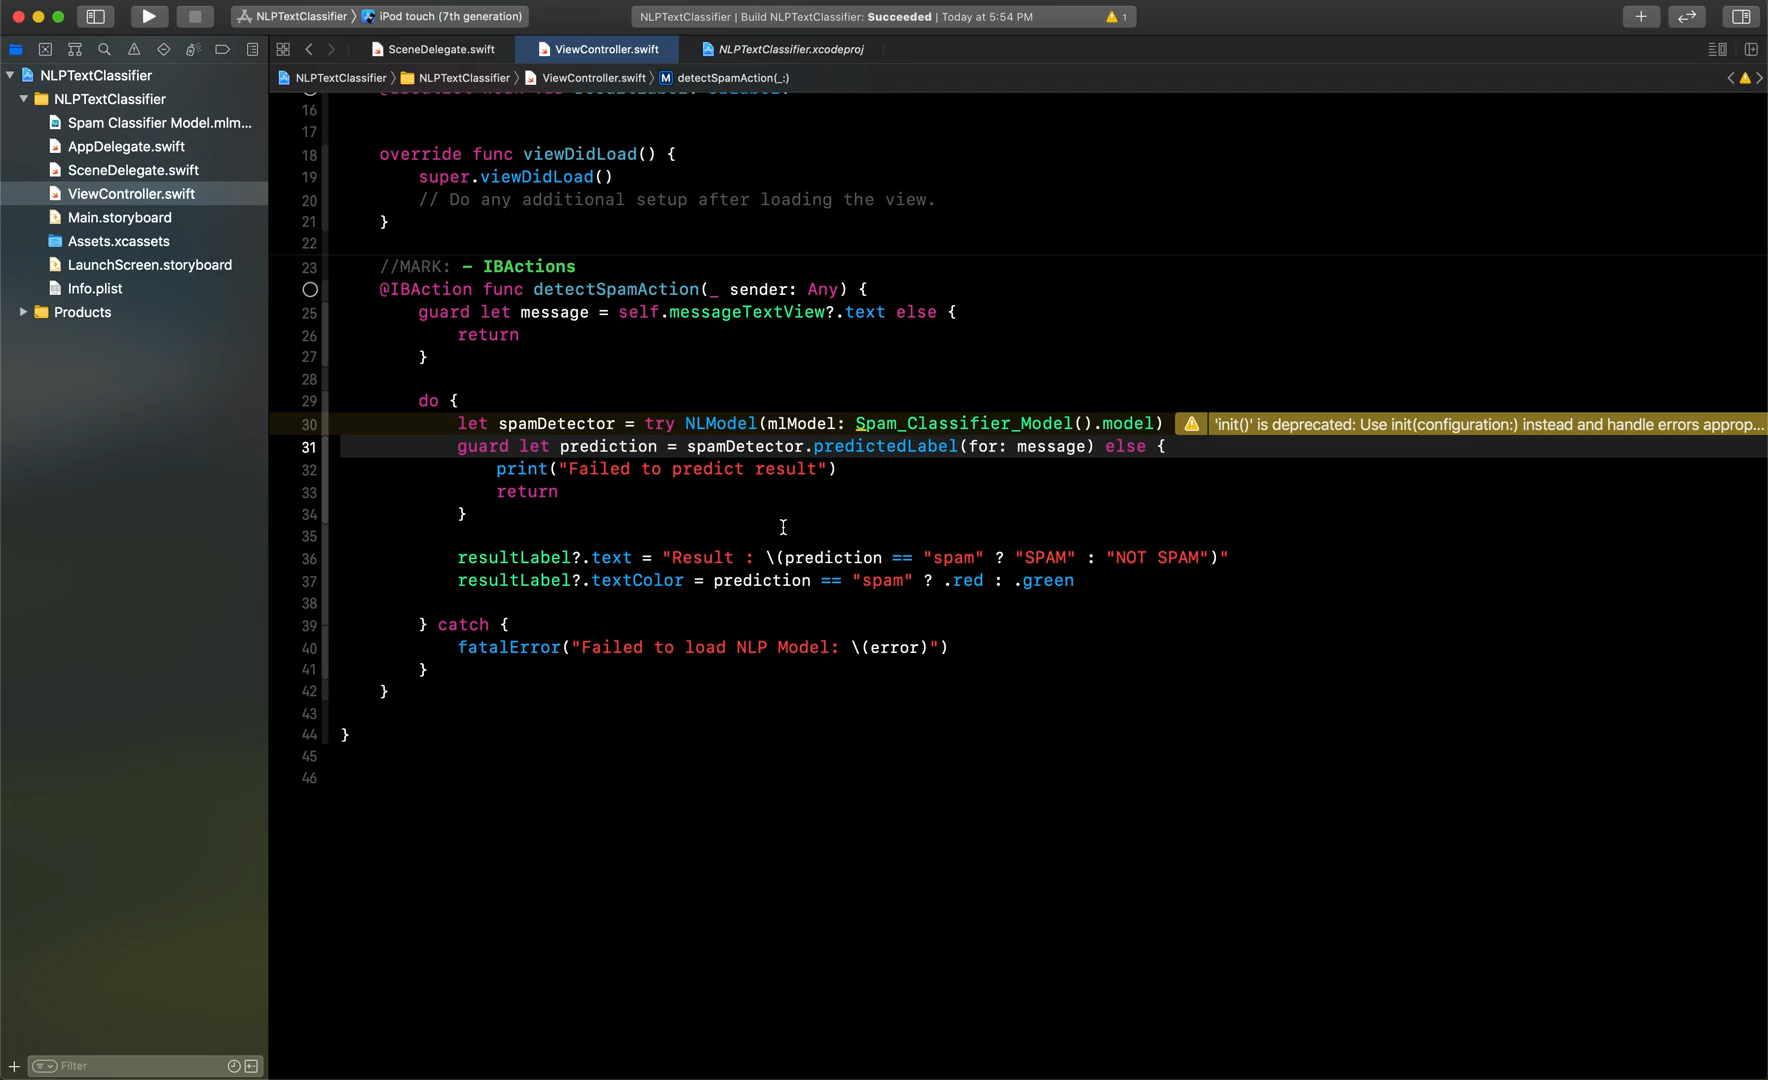 NLPTextClassifier 〉 iPod touch (7th generation)
NLPTextClassifier | Build NLPTextClassifier: Succeeded | Today at 5:54 PM
1
SceneDelegate.swift
ViewController.swift
NLPTextClassifier.xcodeproj
NLPTextClassifier 〉 NLPTextClassifier 〉 ViewController.swift 〉 M detectSpamAction(_:)
NLPTextClassifier
NLPTextClassifier
Spam Classifier Model.mlm...
AppDelegate.swift
SceneDelegate.swift
ViewController.swift
Main.storyboard
Assets.xcassets
LaunchScreen.storyboard
Info.plist
Products
Filter
16
17
18 override func viewDidLoad() {
19 super.viewDidLoad()
20 // Do any additional setup after loading the view.
21 }
22
23 //MARK: - IBActions
@IBAction func detectSpamAction(_ sender: Any) {
25 guard let message = self.messageTextView?.text else {
26 return
27 }
28
29 do {
30 let spamDetector = try NLModel(mlModel: Spam_Classifier_Model().model) 'init()' is deprecated: Use init(configuration:) instead and handle errors approp...
31 guard let prediction = spamDetector.predictedLabel(for: message) else {
32 print("Failed to predict result")
33 return
34 }
35
36 resultLabel?.text = "Result : \(prediction == "spam" ? "SPAM" : "NOT SPAM")"
37 resultLabel?.textColor = prediction == "spam" ? .red : .green
38
39 } catch {
40 fatalError("Failed to load NLP Model: \(error)")
41 }
42 }
43
44 }
45
46